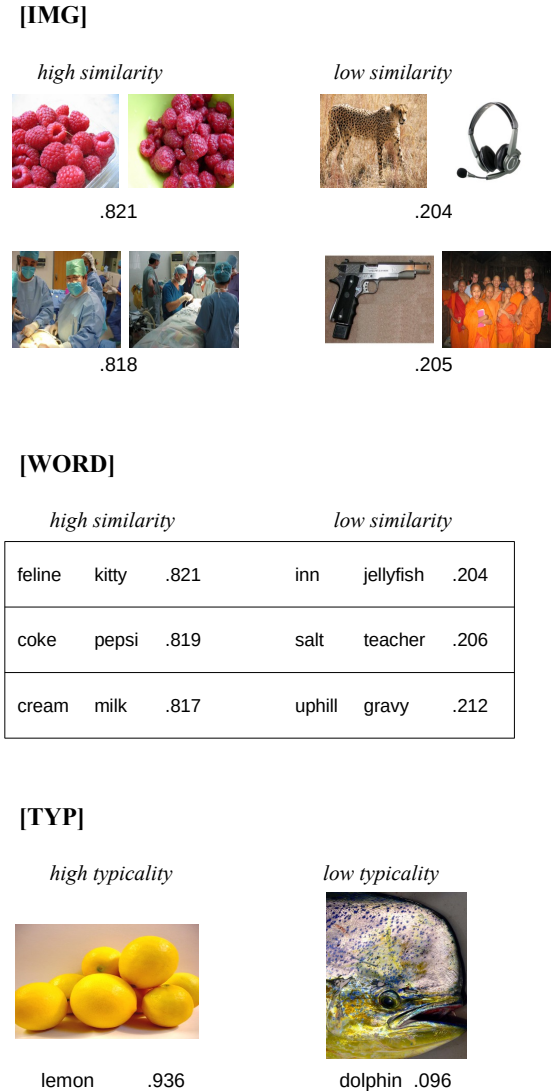 [IMG]
high similarity low similarity
.821 .204
.818 .205
[WORD]
high similarity low similarity
feline kitty .821 inn jellyfish .204
coke pepsi .819 salt teacher .206
cream milk .817 uphill gravy .212
[TYP]
high typicality low typicality
lemon .936 dolphin .096